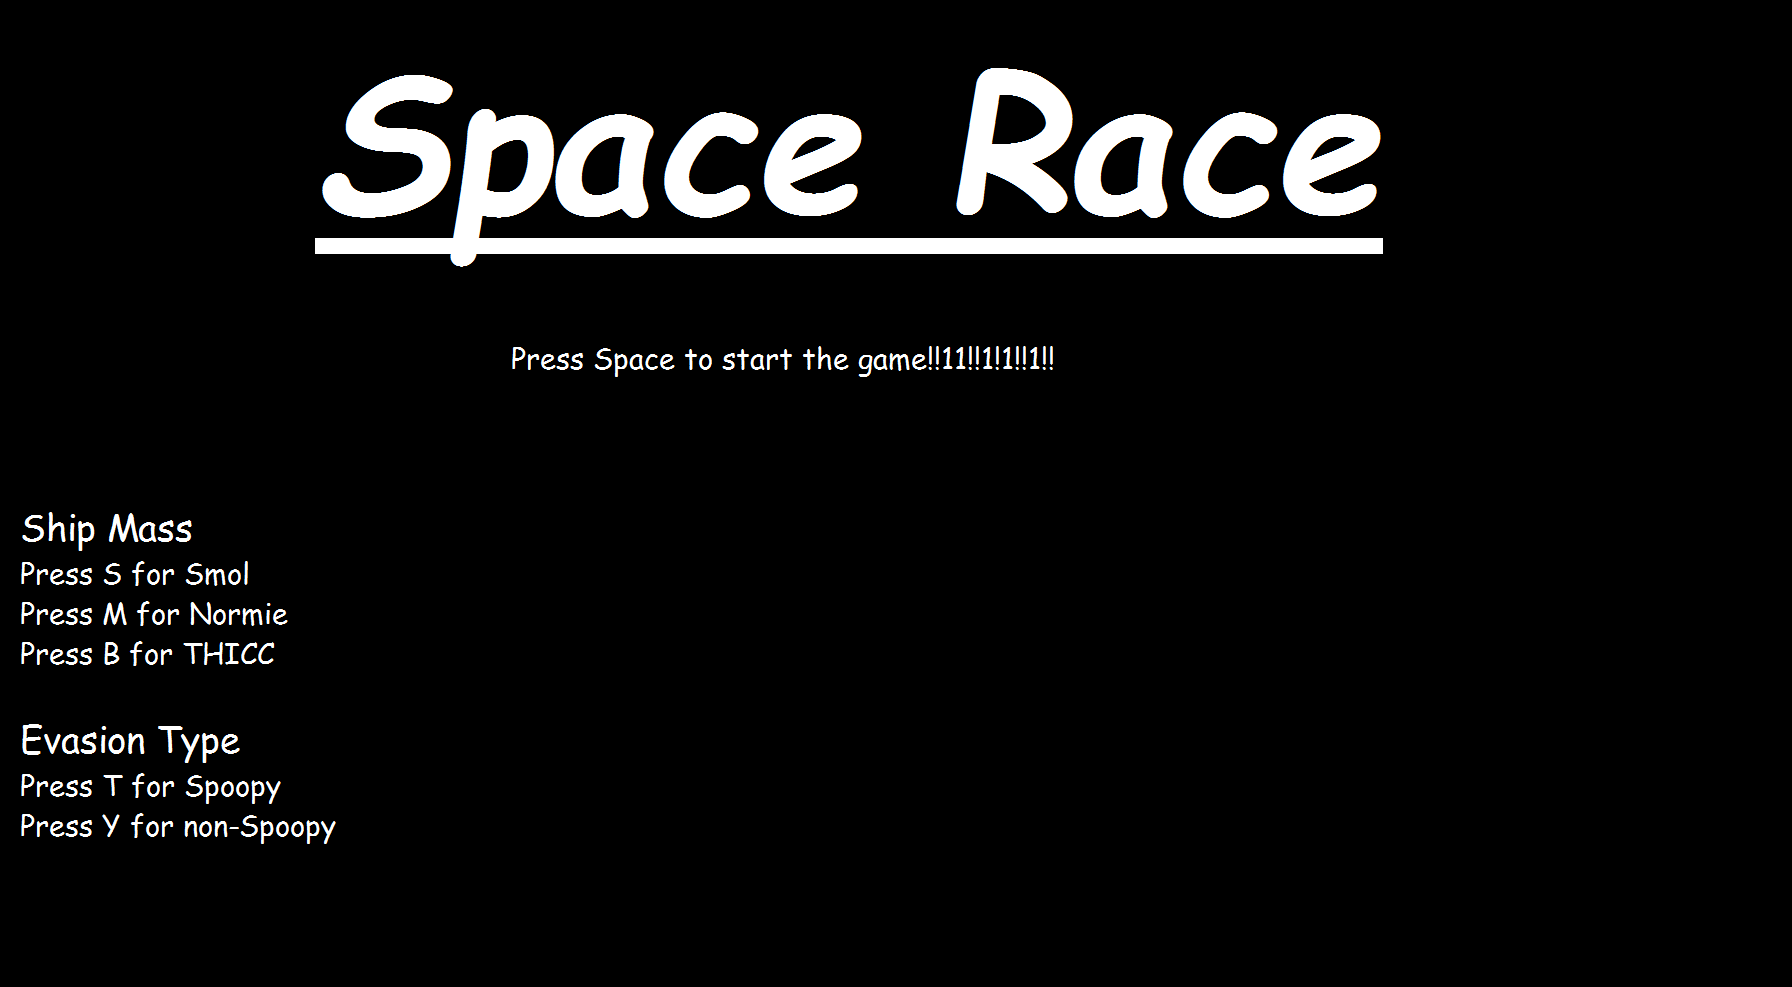 Space Race
Press Space to start the game!!11!!1!1!!1!!
Ship Mass
Press S for Smol
Press M for Normie
Press B for THICC
Evasion Type
Press T for Spoopy
Press Y for non-Spoopy